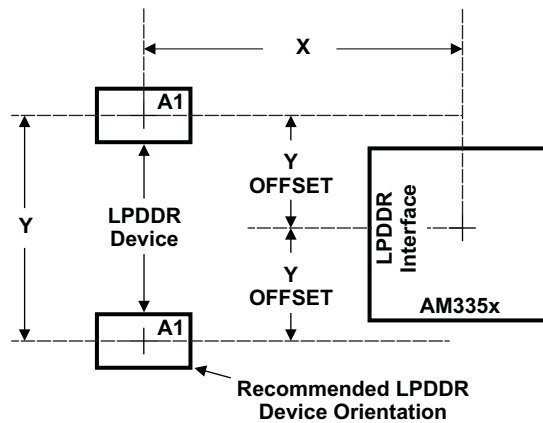 X
A1
Y
OFFSET
Y
LPDDR
Device
LPDDR
Interface
Y
OFFSET
A1
AM335x
Recommended LPDDR
Device Orientation